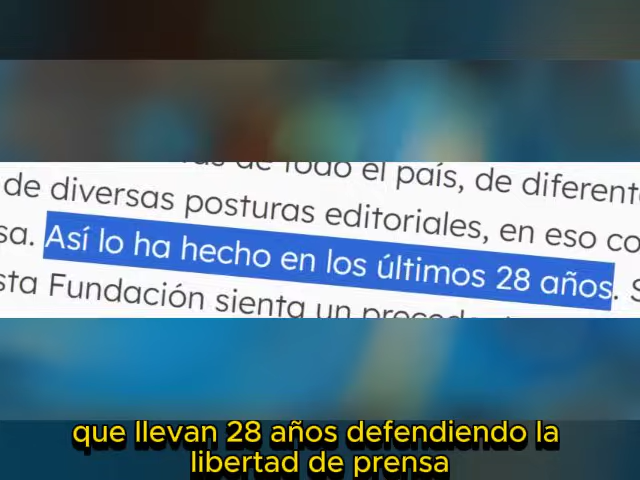 de todo el país, de diferent
de diversas posturas editoriales, en eso co
sa. Así lo ha hecho en los últimos 28 años. S
sta Fundación sienta un
que llevan 28 años defendiendo la
libertad de prensa